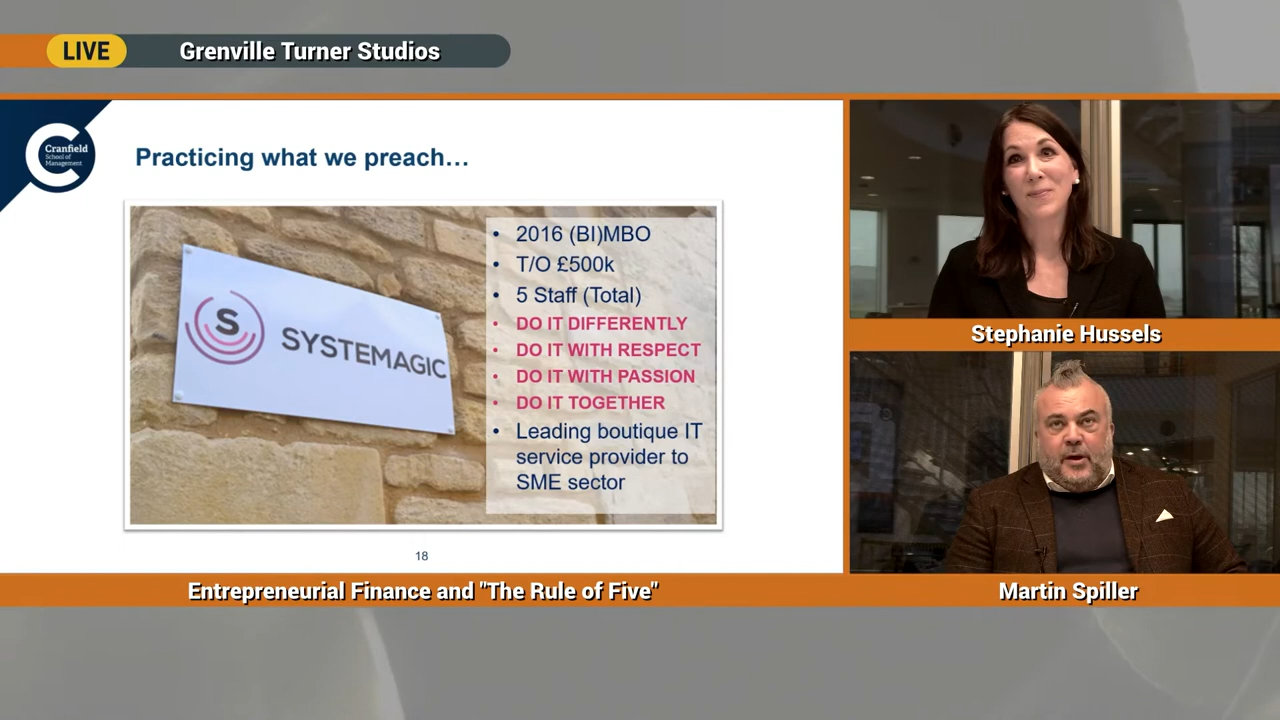 LIVE
Grenville Turner Studios
Cranfield
School of
Management
Practicing what we preach…
S
SYSTEMAGIC
• 2016 (BI)MBO
• T/O £500k
• 5 Staff (Total)
• DO IT DIFFERENTLY
• DO IT WITH RESPECT
• DO IT WITH PASSION
• DO IT TOGETHER
• Leading boutique IT
service provider to
SME sector
18
Stephanie Hussels
Entrepreneurial Finance and "The Rule of Five"
Martin Spiller